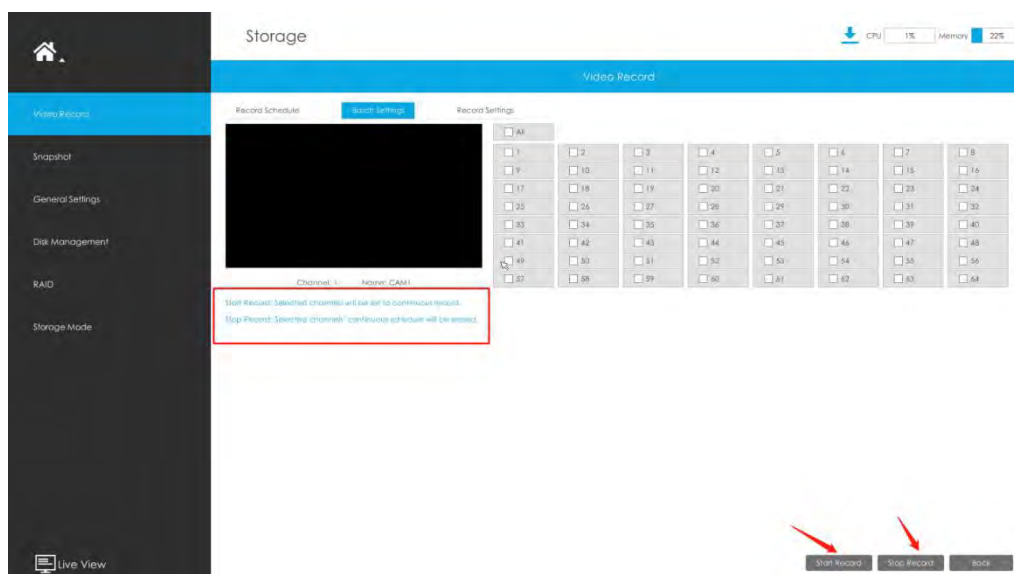 Storage
CPU 1% Memory 22%
Video Record
Video Record
Snapshot
General Settings
Disk Management
RAID
Storage Mode
Live View
Record Schedule Batch Settings Record Settings
All
1 2 3 4 5 6 7 8
9 10 11 12 13 14 15 16
17 18 19 20 21 22 23 24
25 26 27 28 29 30 31 32
33 34 35 36 37 38 39 40
41 42 43 44 45 46 47 48
49 50 51 52 53 54 55 56
57 58 59 60 61 62 63 64
Channel: 1 Name: CAM1
Start Record: Selected channels will be set to continuous record.
Stop Record: Selected channels' continuous schedule will be erased.
Start Record Stop Record Back